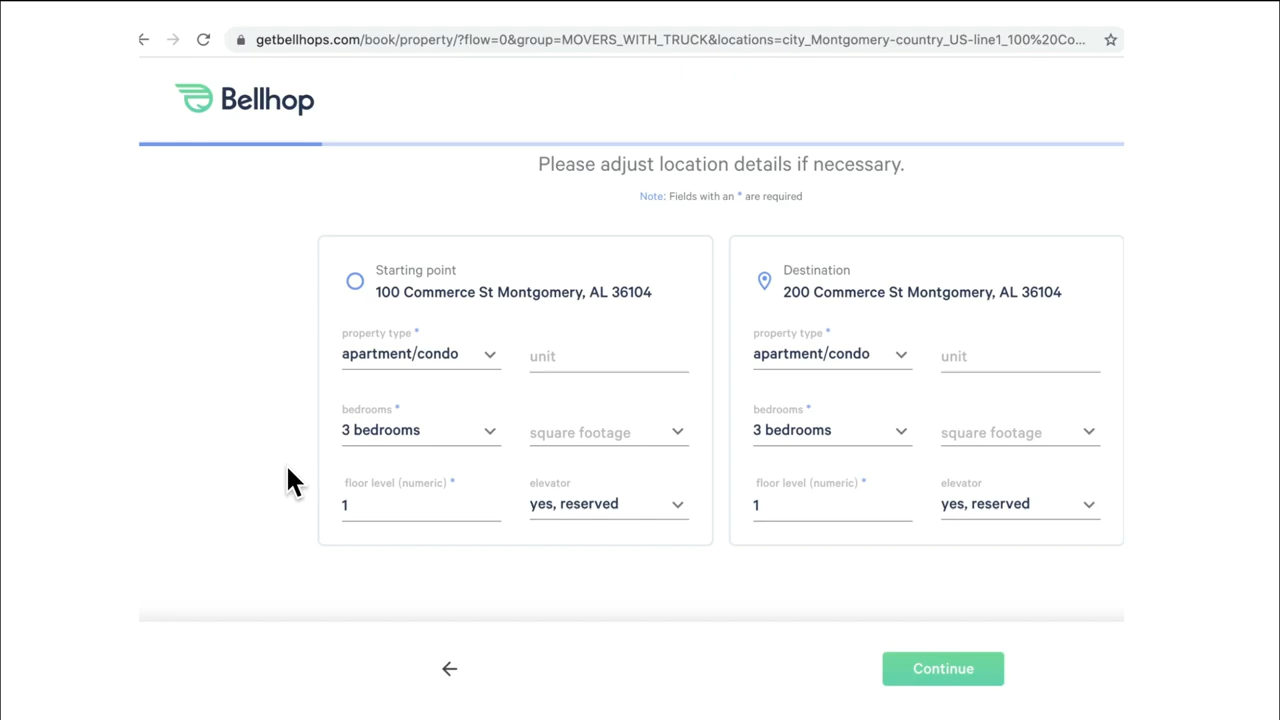 getbellhops.com/book/property/?flow=0&group=MOVERS_WITH_TRUCK&locations=city_Montgomery-country_US-line1_100%20Co...
Bellhop
Please adjust location details if necessary.
Note: Fields with an * are required
Starting point
100 Commerce St Montgomery, AL 36104
property type *
apartment/condo
unit
bedrooms *
3 bedrooms
square footage
floor level (numeric) *
1
elevator
yes, reserved
Destination
200 Commerce St Montgomery, AL 36104
property type *
apartment/condo
unit
bedrooms *
3 bedrooms
square footage
floor level (numeric) *
1
elevator
yes, reserved
Continue